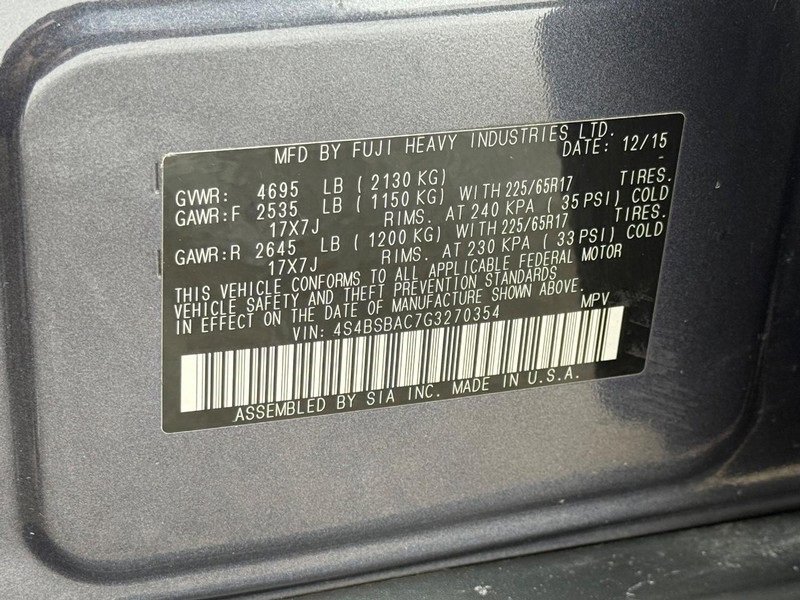 MFD BY FUJI HEAVY INDUSTRIES LTD.
DATE: 12/15
GVWR: 4695 LB (2130 KG)
GAWR:F 2535 LB (1150 KG) WITH 225/65R17 TIRES.
17X7J RIMS. AT 240 KPA (35 PSI) COLD
GAWR:R 2645 LB (1200 KG) WITH 225/65R17 TIRES.
17X7J RIMS. AT 230 KPA (33 PSI) COLD
THIS VEHICLE CONFORMS TO ALL APPLICABLE FEDERAL MOTOR
VEHICLE SAFETY AND THEFT PREVENTION STANDARDS
IN EFFECT ON THE DATE OF MANUFACTURE SHOWN ABOVE.
VIN: 4S4BSBAC7G3270354 MPV
ASSEMBLED BY SIA INC. MADE IN U.S.A.